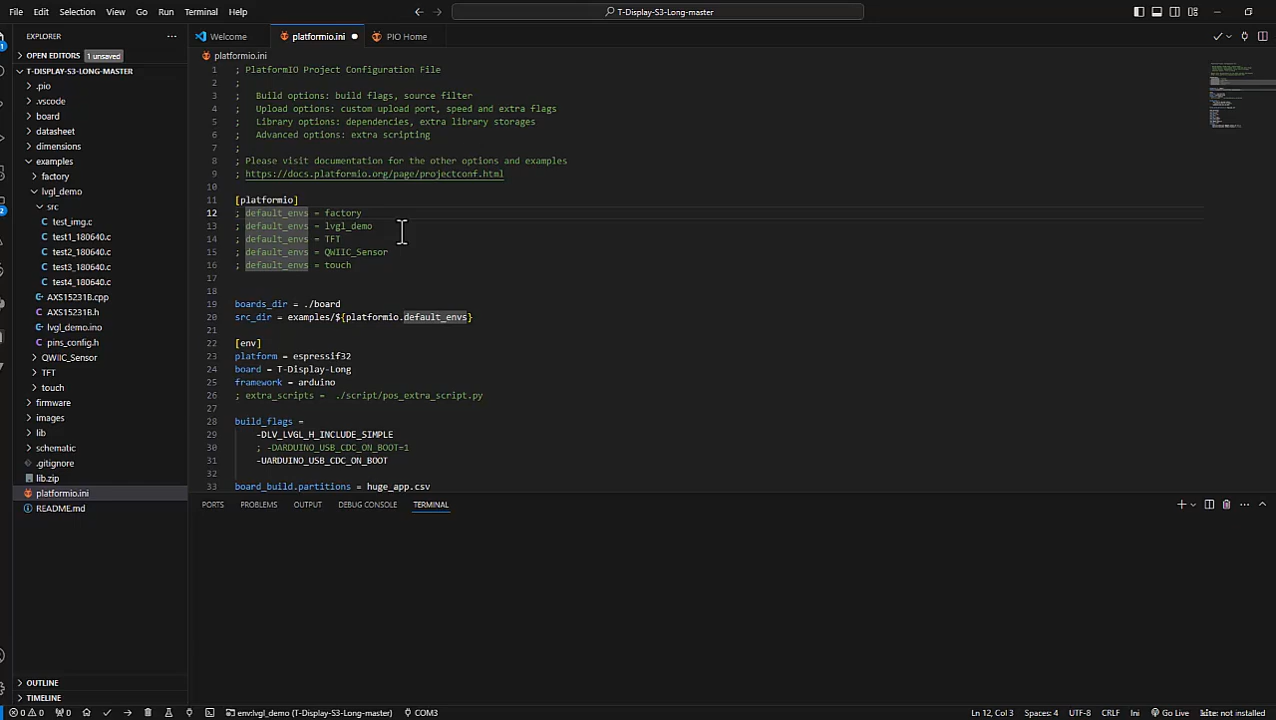 File Edit Selection View Go Run Terminal Help
T-Display-S3-Long-master
EXPLORER
Welcome
platformio.ini
PIO Home
OPEN EDITORS 1 unsaved
T-DISPLAY-S3-LONG-MASTER
.pio
.vscode
board
datasheet
dimensions
examples
factory
lvgl_demo
src
test_img.c
test1_180640.c
test2_180640.c
test3_180640.c
test4_180640.c
AXS15231B.cpp
AXS15231B.h
lvgl_demo.ino
pins_config.h
QWIIC_Sensor
TFT
touch
firmware
images
lib
schematic
.gitignore
lib.zip
platformio.ini
README.md
OUTLINE
TIMELINE
platformio.ini
1 ; PlatformIO Project Configuration File
2 ;
3 ;   Build options: build flags, source filter
4 ;   Upload options: custom upload port, speed and extra flags
5 ;   Library options: dependencies, extra library storages
6 ;   Advanced options: extra scripting
7 ;
8 ; Please visit documentation for the other options and examples
9 ; https://docs.platformio.org/page/projectconf.html
10
11 [platformio]
12 ; default_envs = factory
13 ; default_envs = lvgl_demo
14 ; default_envs = TFT
15 ; default_envs = QWIIC_Sensor
16 ; default_envs = touch
17
18
19 boards_dir = ./board
20 src_dir = examples/${platformio.default_envs}
21
22 [env]
23 platform = espressif32
24 board = T-Display-Long
25 framework = arduino
26 ; extra_scripts =  ./script/pos_extra_script.py
27
28 build_flags =
29     -DLV_LVGL_H_INCLUDE_SIMPLE
30     ; -DARDUINO_USB_CDC_ON_BOOT=1
31     -UARDUINO_USB_CDC_ON_BOOT
32
33 board_build.partitions = huge_app.csv
PORTS PROBLEMS OUTPUT DEBUG CONSOLE TERMINAL
0 0 0 env:lvgl_demo (T-Display-S3-Long-master) COM3 Ln 12, Col 3 Spaces: 4 UTF-8 CRLF Ini Go Live kite: not installed